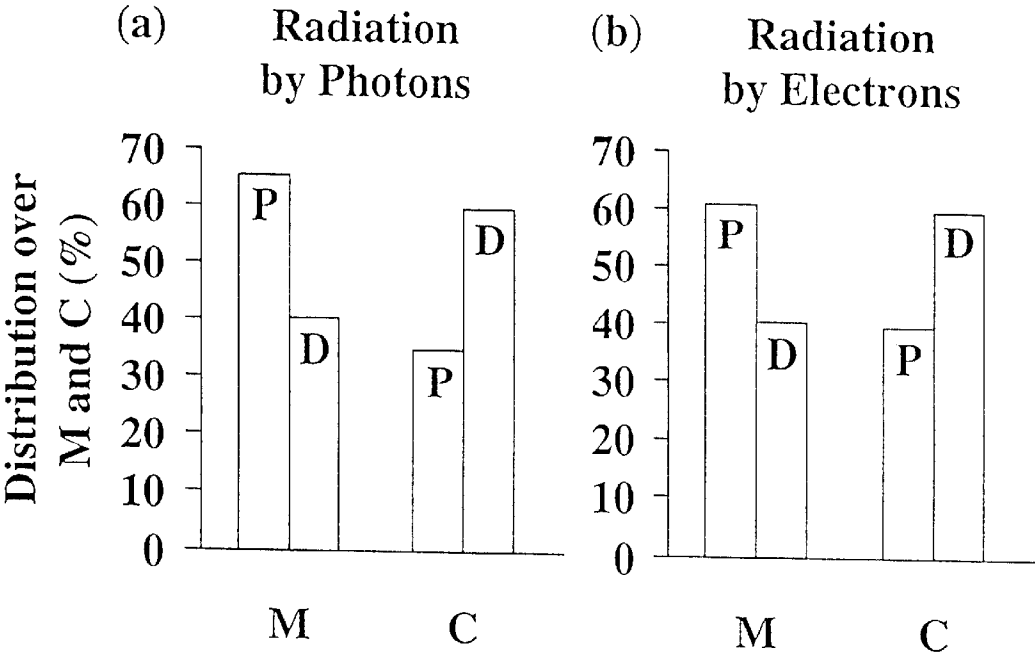 (a) Radiation
by Photons
Distribution over
M and C (%)
70
60
50
40
30
20
10
0
P
D
P
D
M
C
(b) Radiation
by Electrons
70
60
50
40
30
20
10
0
P
D
P
D
M
C